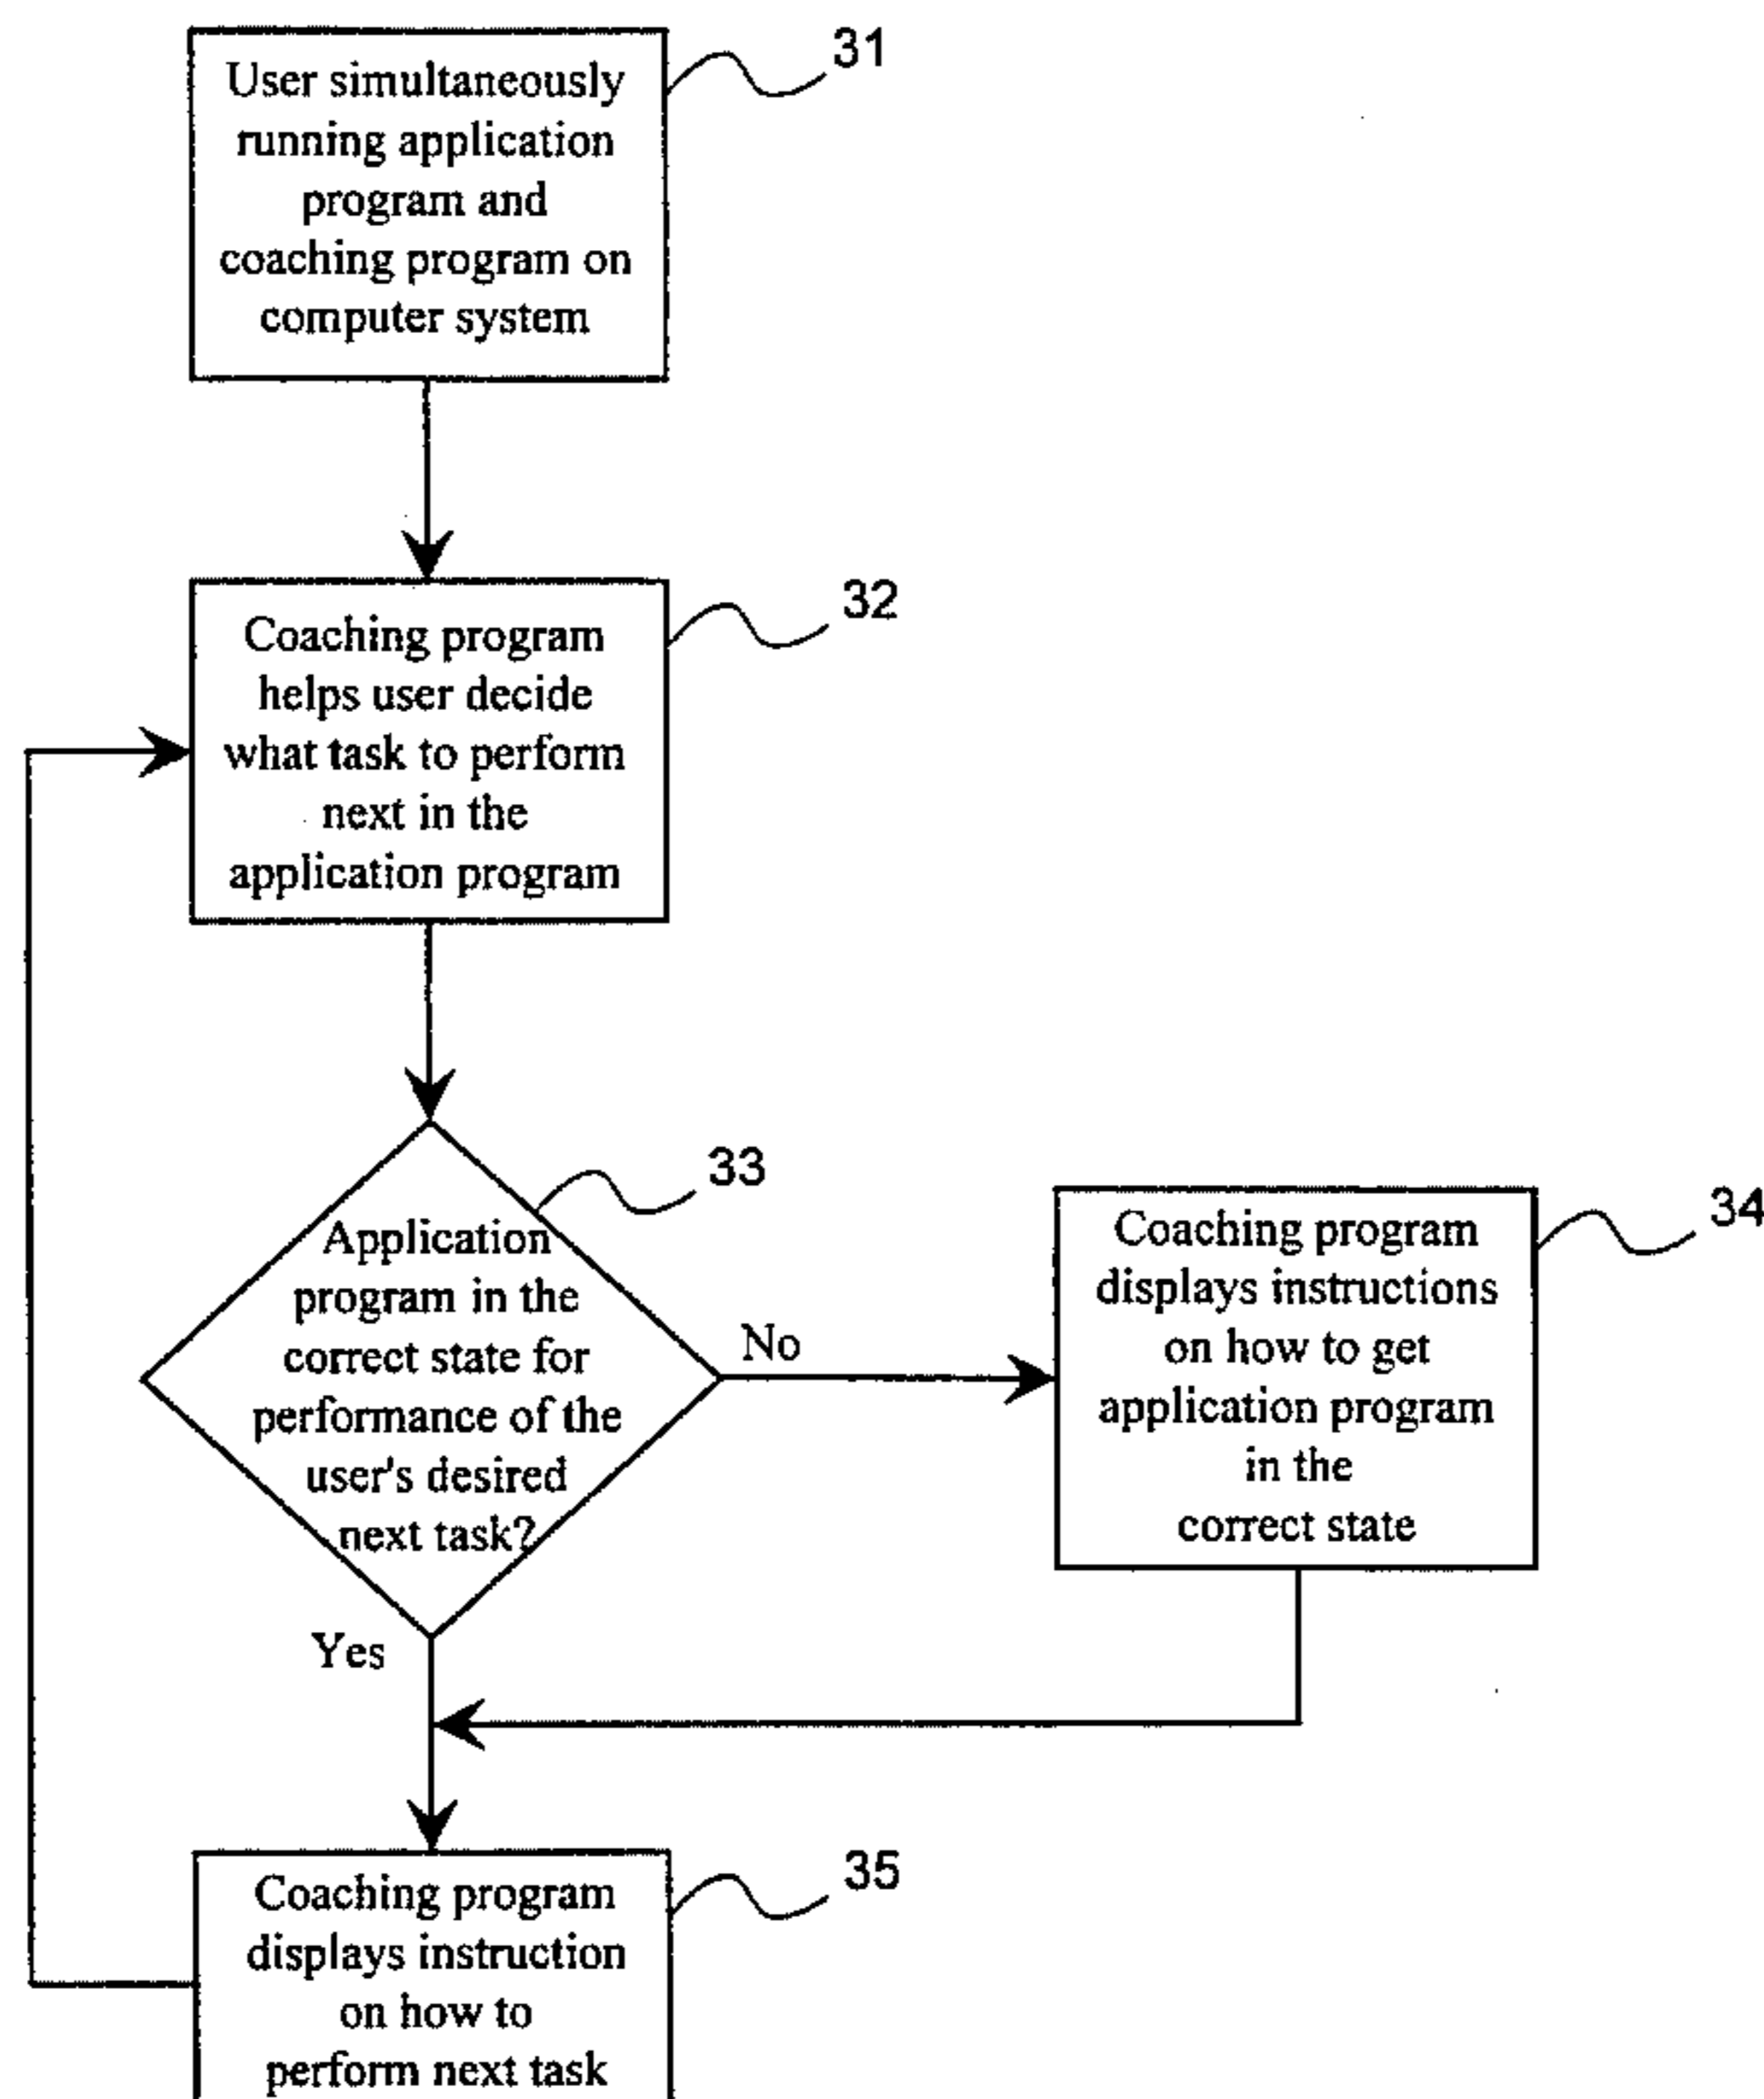 31
User simultaneously
running application
program and
coaching program on
computer system
32
Coaching program
helps user decide
what task to perform
next in the
application program
33
Application
program in the
correct state for
performance of the
user's desired
next task?
No
Yes
34
Coaching program
displays instructions
on how to get
application program
in the
correct state
35
Coaching program
displays instruction
on how to
perform next task